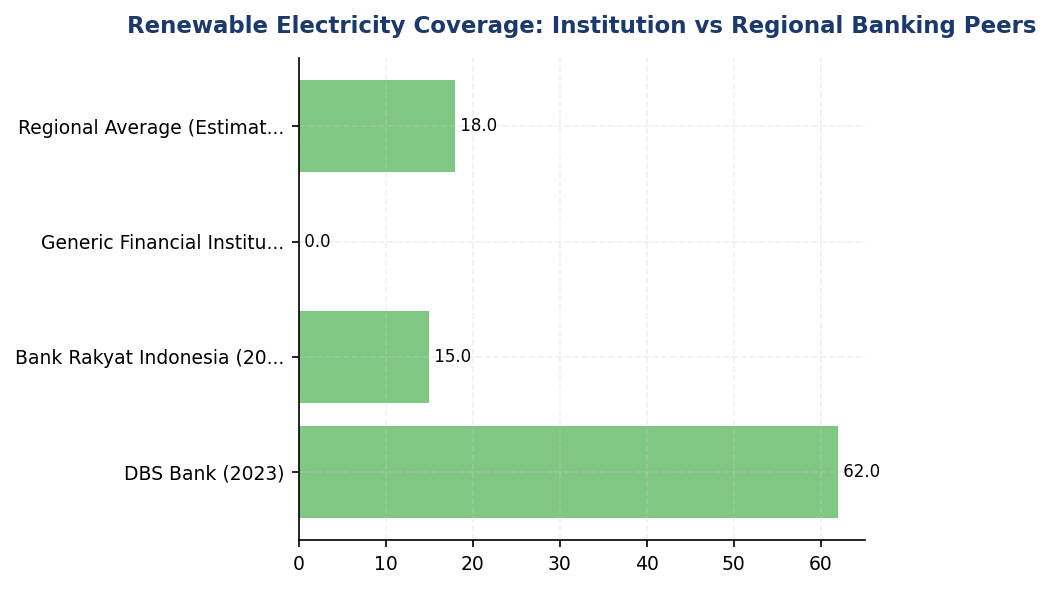 Renewable Electricity Coverage: Institution vs Regional Banking Peers
Regional Average (Estimat...
18.0
Generic Financial Institu...
0.0
Bank Rakyat Indonesia (20...
15.0
DBS Bank (2023)
62.0
0 10 20 30 40 50 60